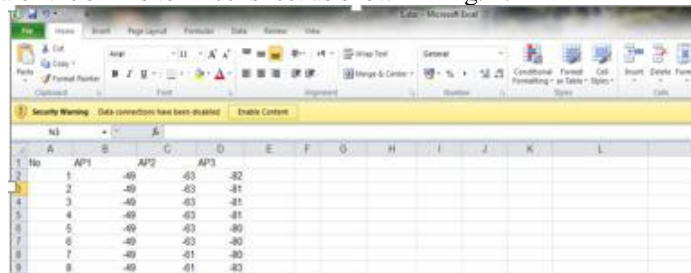 E.xlsx - Microsoft Excel
File Home Insert Page Layout Formulas Data Review View
Cut
Copy
Format Painter
Paste
Clipboard
Arial 11
B I U
Font
Wrap Text
Merge & Center
Alignment
General
Number
Conditional Formatting
Format as Table
Cell Styles
Styles
Insert Delete
Cells
Security Warning Data connections have been disabled Enable Content
N3 fx
A B C D E F G H I J K L
1 No AP1 AP2 AP3
2 1 -49 -63 -82
3 2 -49 -63 -81
4 3 -49 -63 -81
5 4 -49 -63 -81
6 5 -49 -63 -80
7 6 -49 -63 -80
8 7 -49 -61 -80
9 8 -49 -61 -83